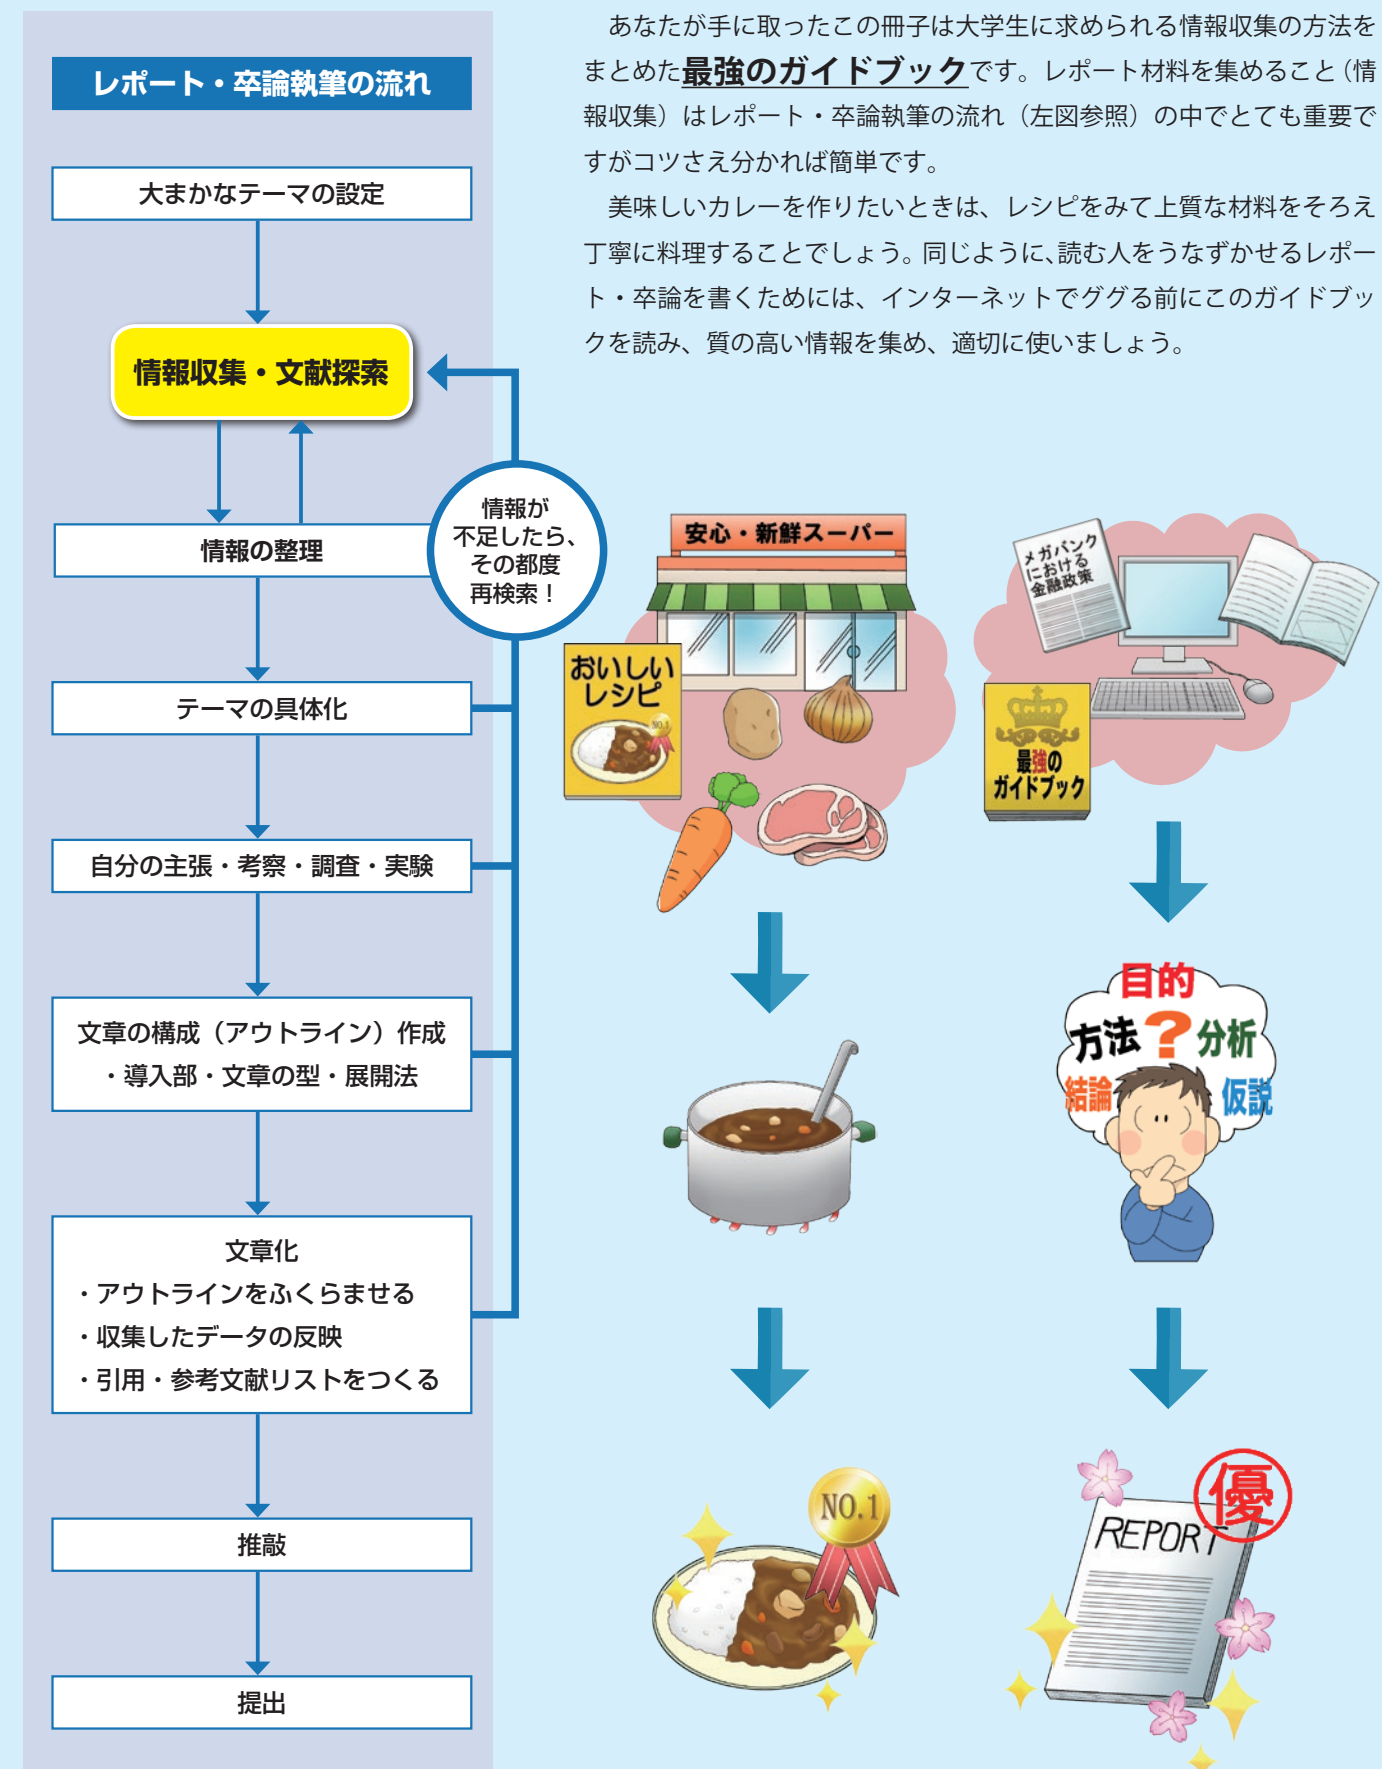 レポート・卒論執筆の流れ
大まかなテーマの設定
情報収集・文献探索
情報の整理
情報が
不足したら、
その都度
再検索！
テーマの具体化
自分の主張・考察・調査・実験
文章の構成（アウトライン）作成
・導入部・文章の型・展開法
文章化
・アウトラインをふくらませる
・収集したデータの反映
・引用・参考文献リストをつくる
推敲
提出
あなたが手に取ったこの冊子は大学生に求められる情報収集の方法を
まとめた最強のガイドブックです。レポート材料を集めること（情
報収集）はレポート・卒論執筆の流れ（左図参照）の中でとても重要で
すがコツさえ分かれば簡単です。
美味しいカレーを作りたいときは、レシピをみて上質な材料をそろえ
丁寧に料理することでしょう。同じように、読む人をうなずかせるレポー
ト・卒論を書くためには、インターネットでググる前にこのガイドブッ
クを読み、質の高い情報を集め、適切に使いましょう。
安心・新鮮スーパー
おいしい
レシピ
NO.1
メガバンク
における
金融政策
最強の
ガイドブック
目的
方法？分析
結論
仮説
NO.1
REPORT
優